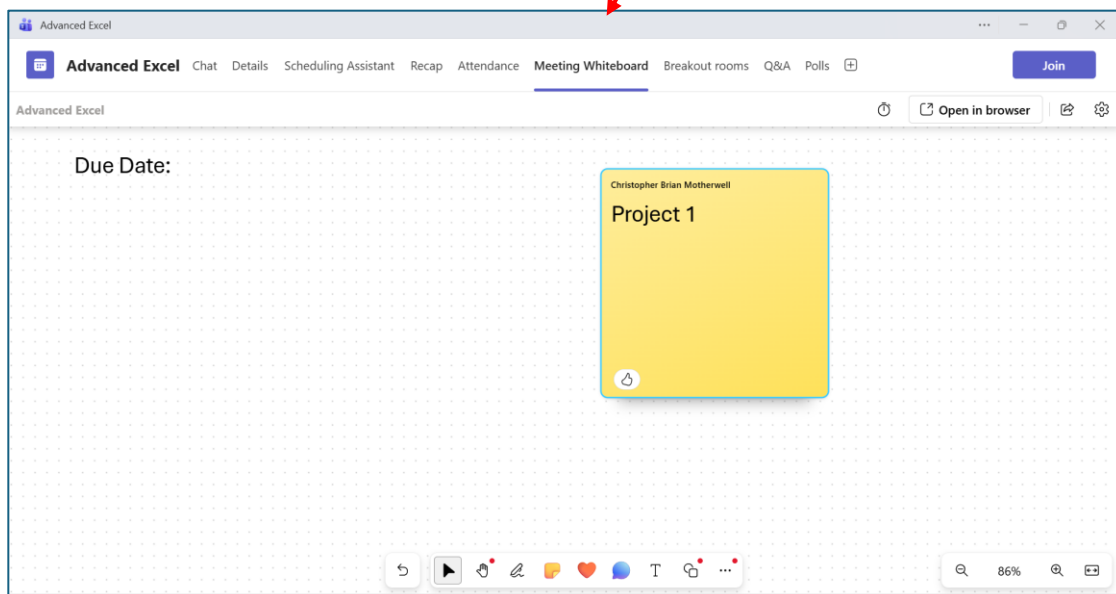 Advanced Excel
Advanced Excel Chat Details Scheduling Assistant Recap Attendance Meeting Whiteboard Breakout rooms Q&A Polls Join
Advanced Excel Open in browser
Due Date:
Christopher Brian Motherwell
Project 1
T 86%